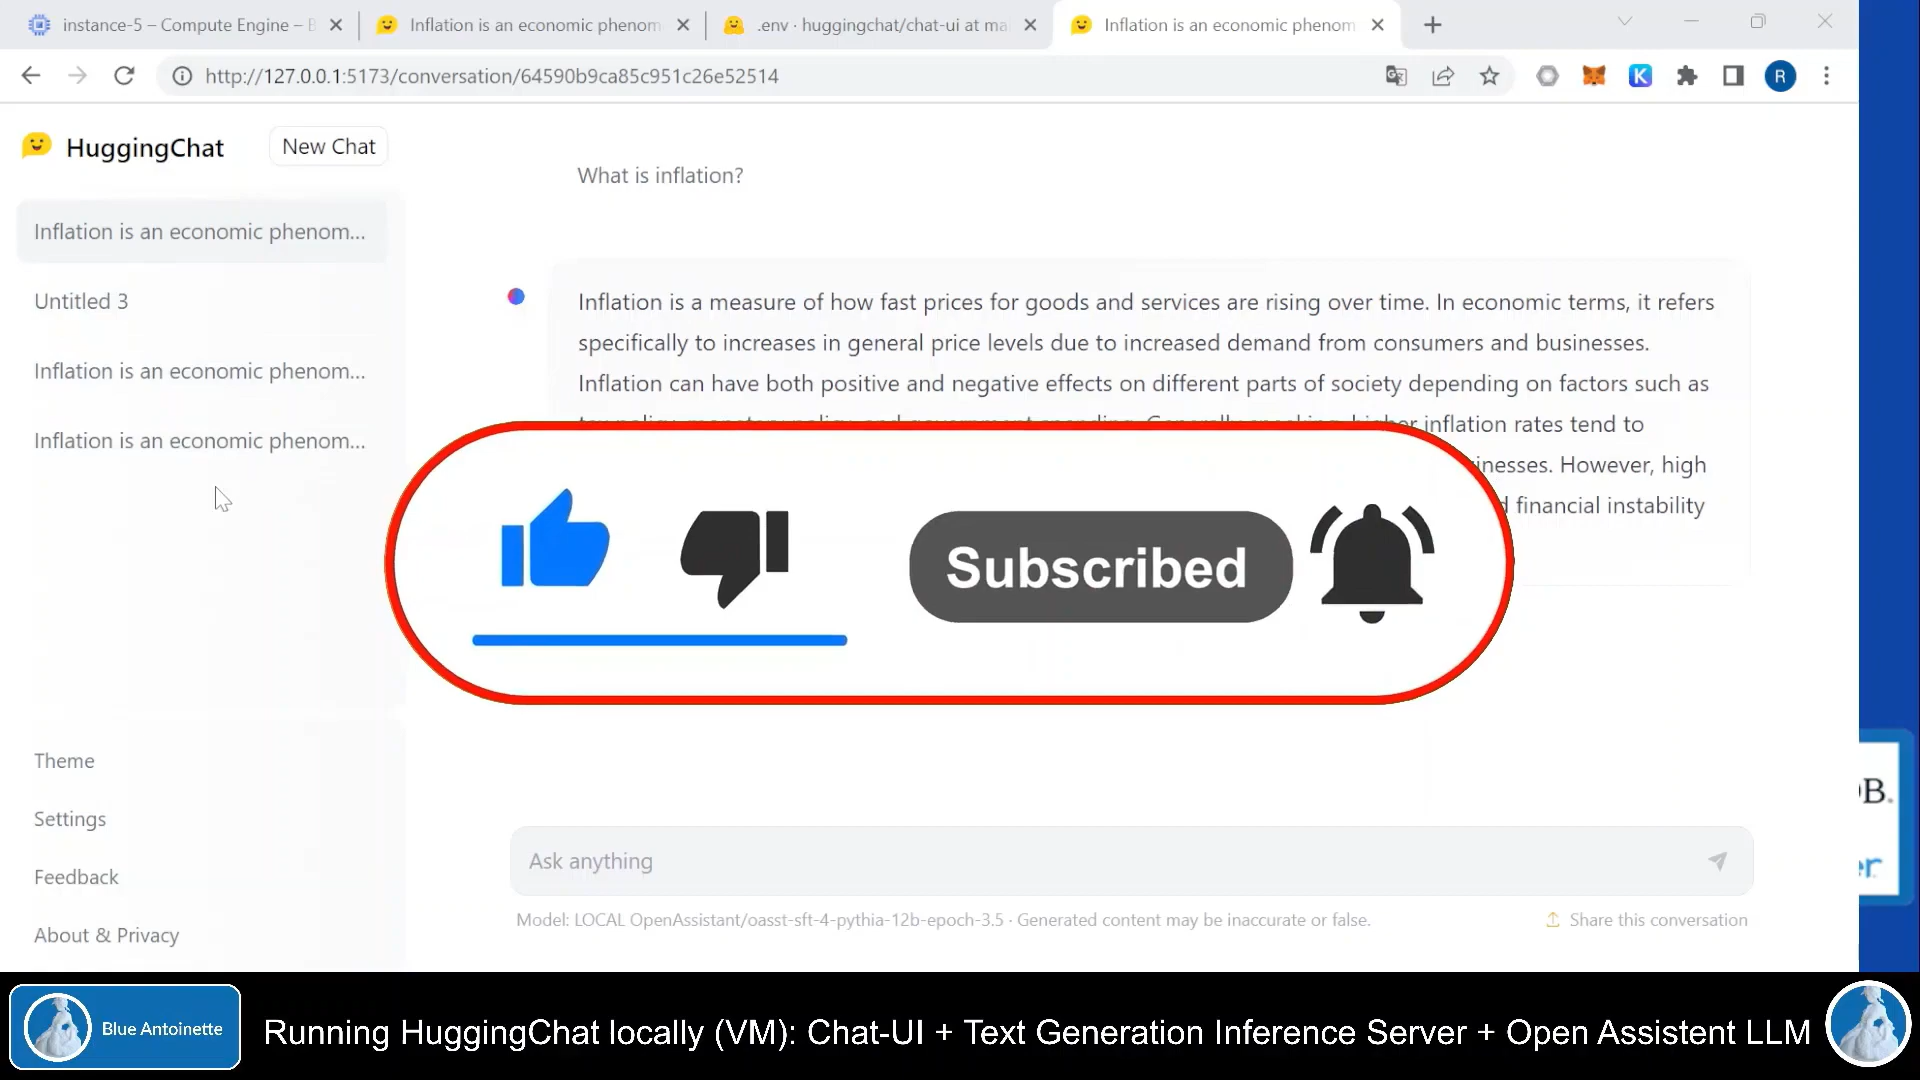 instance-5 – Compute Engine – B
Inflation is an economic phenom
.env · huggingchat/chat-ui at mai
Inflation is an economic phenom
http://127.0.0.1:5173/conversation/64590b9ca85c951c26e52514
K
R
HuggingChat
New Chat
Inflation is an economic phenom...
Untitled 3
Inflation is an economic phenom...
Inflation is an economic phenom...
Theme
Settings
Feedback
About & Privacy
What is inflation?
Inflation is a measure of how fast prices for goods and services are rising over time. In economic terms, it refers
specifically to increases in general price levels due to increased demand from consumers and businesses.
Inflation can have both positive and negative effects on different parts of society depending on factors such as
inflation rates tend to
However, high
financial instability
Subscribed
Ask anything
Model: LOCAL OpenAssistant/oasst-sft-4-pythia-12b-epoch-3.5 · Generated content may be inaccurate or false.
Share this conversation
B.
Blue Antoinette
Running HuggingChat locally (VM): Chat-UI + Text Generation Inference Server + Open Assistent LLM